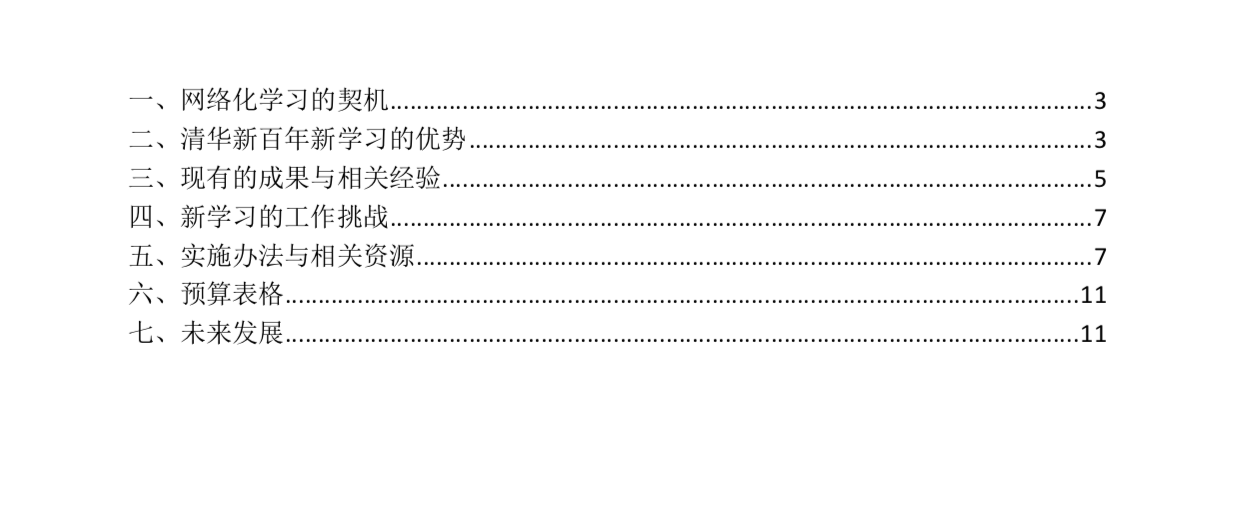 一、网络化学习的契机........................................................................................................3
二、清华新百年新学习的优势............................................................................................3
三、现有的成果与相关经验................................................................................................5
四、新学习的工作挑战........................................................................................................7
五、实施办法与相关资源....................................................................................................7
六、预算表格......................................................................................................................11
七、未来发展......................................................................................................................11